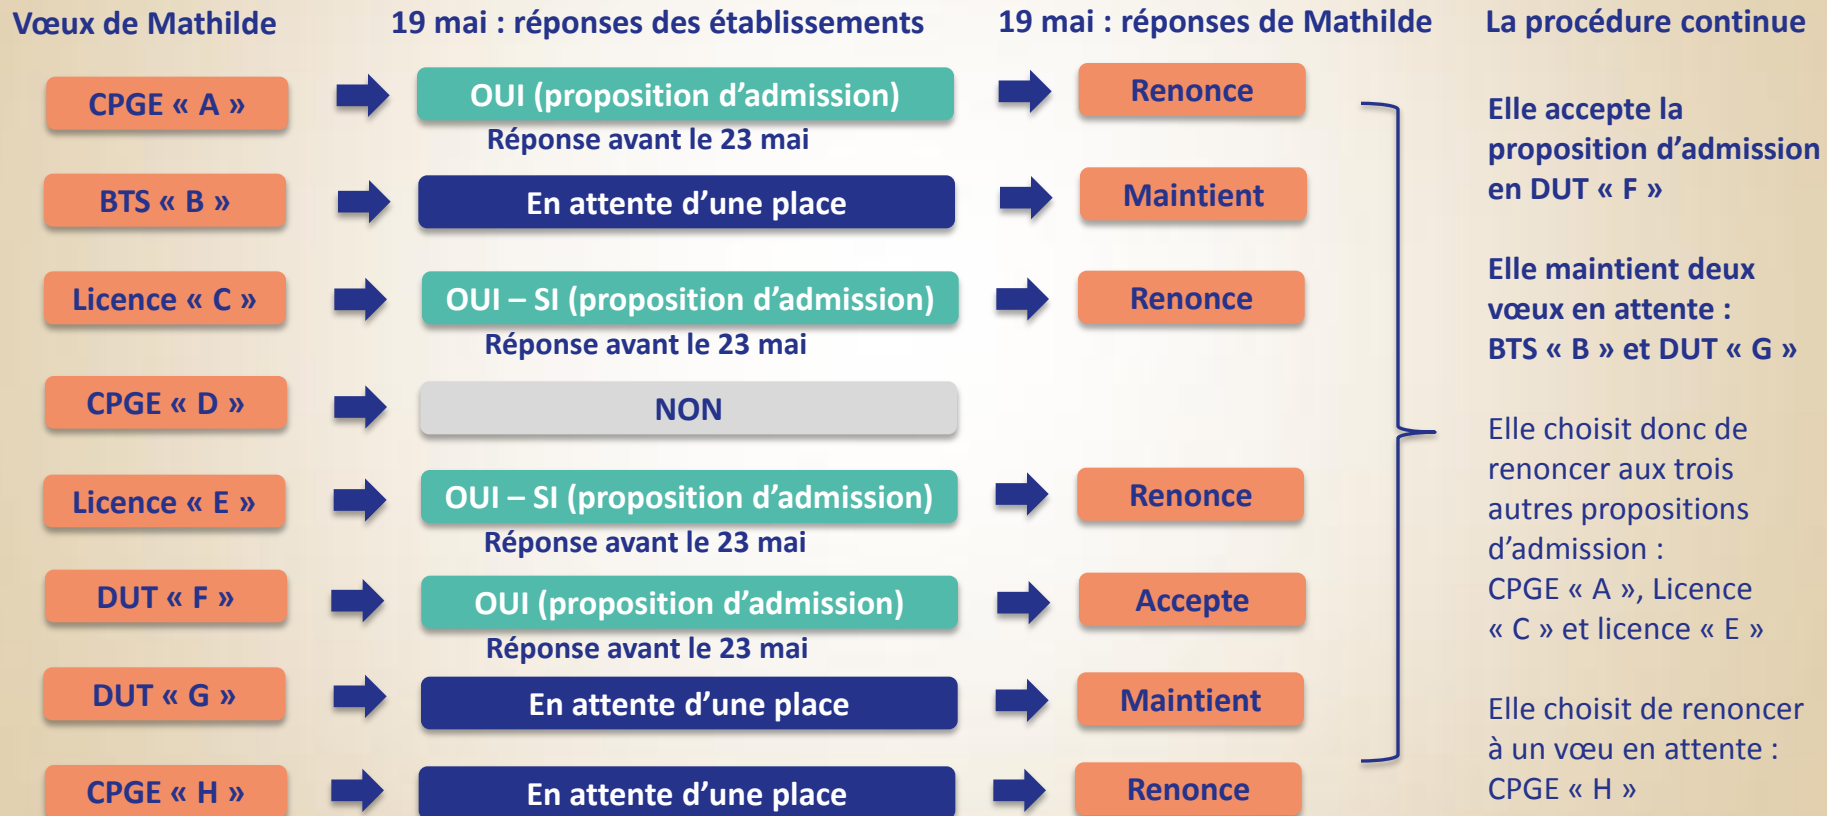 Vœux de Mathilde
19 mai : réponses des établissements
19 mai : réponses de Mathilde
La procédure continue
CPGE « A »
OUI (proposition d’admission)
Réponse avant le 23 mai
Renonce
BTS « B »
En attente d’une place
Maintient
Licence « C »
OUI – SI (proposition d’admission)
Réponse avant le 23 mai
Renonce
CPGE « D »
NON
Licence « E »
OUI – SI (proposition d’admission)
Réponse avant le 23 mai
Renonce
DUT « F »
OUI (proposition d’admission)
Réponse avant le 23 mai
Accepte
DUT « G »
En attente d’une place
Maintient
CPGE « H »
En attente d’une place
Renonce
Elle accepte la
proposition d’admission
en DUT « F »
Elle maintient deux
vœux en attente :
BTS « B » et DUT « G »
Elle choisit donc de
renoncer aux trois
autres propositions
d’admission :
CPGE « A », Licence
« C » et licence « E »
Elle choisit de renoncer
à un vœu en attente :
CPGE « H »